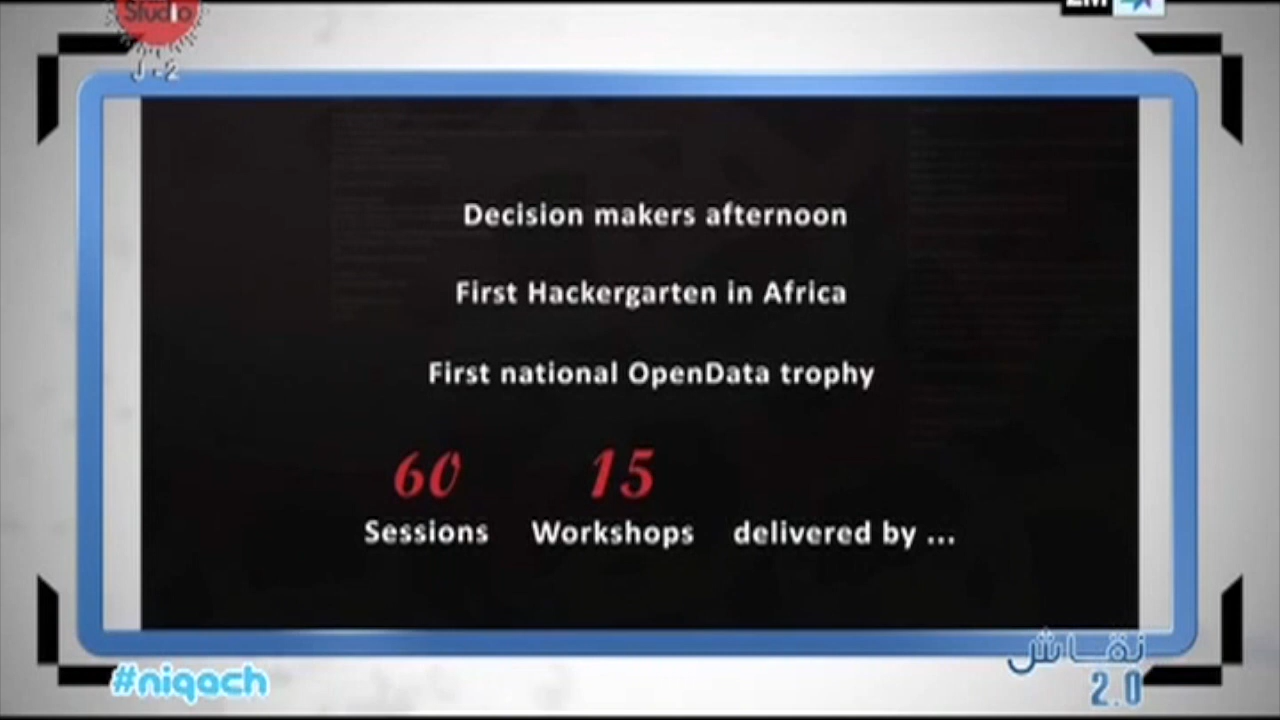 Studio
J-2
2M
Decision makers afternoon
First Hackergarten in Africa
First national OpenData trophy
60 15
Sessions Workshops delivered by ...
#niqach
نقاش
2.0